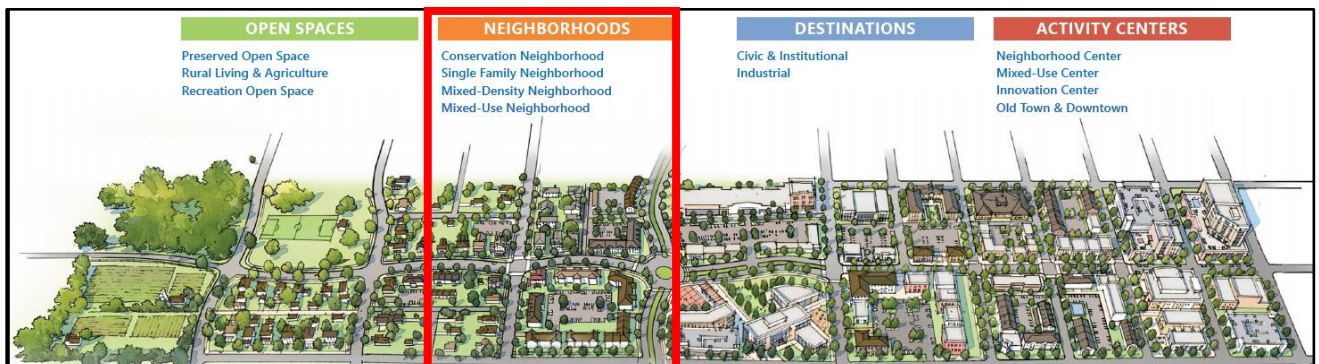 OPEN SPACES
Preserved Open Space
Rural Living & Agriculture
Recreation Open Space
NEIGHBORHOODS
Conservation Neighborhood
Single Family Neighborhood
Mixed-Density Neighborhood
Mixed-Use Neighborhood
DESTINATIONS
Civic & Institutional
Industrial
ACTIVITY CENTERS
Neighborhood Center
Mixed-Use Center
Innovation Center
Old Town & Downtown